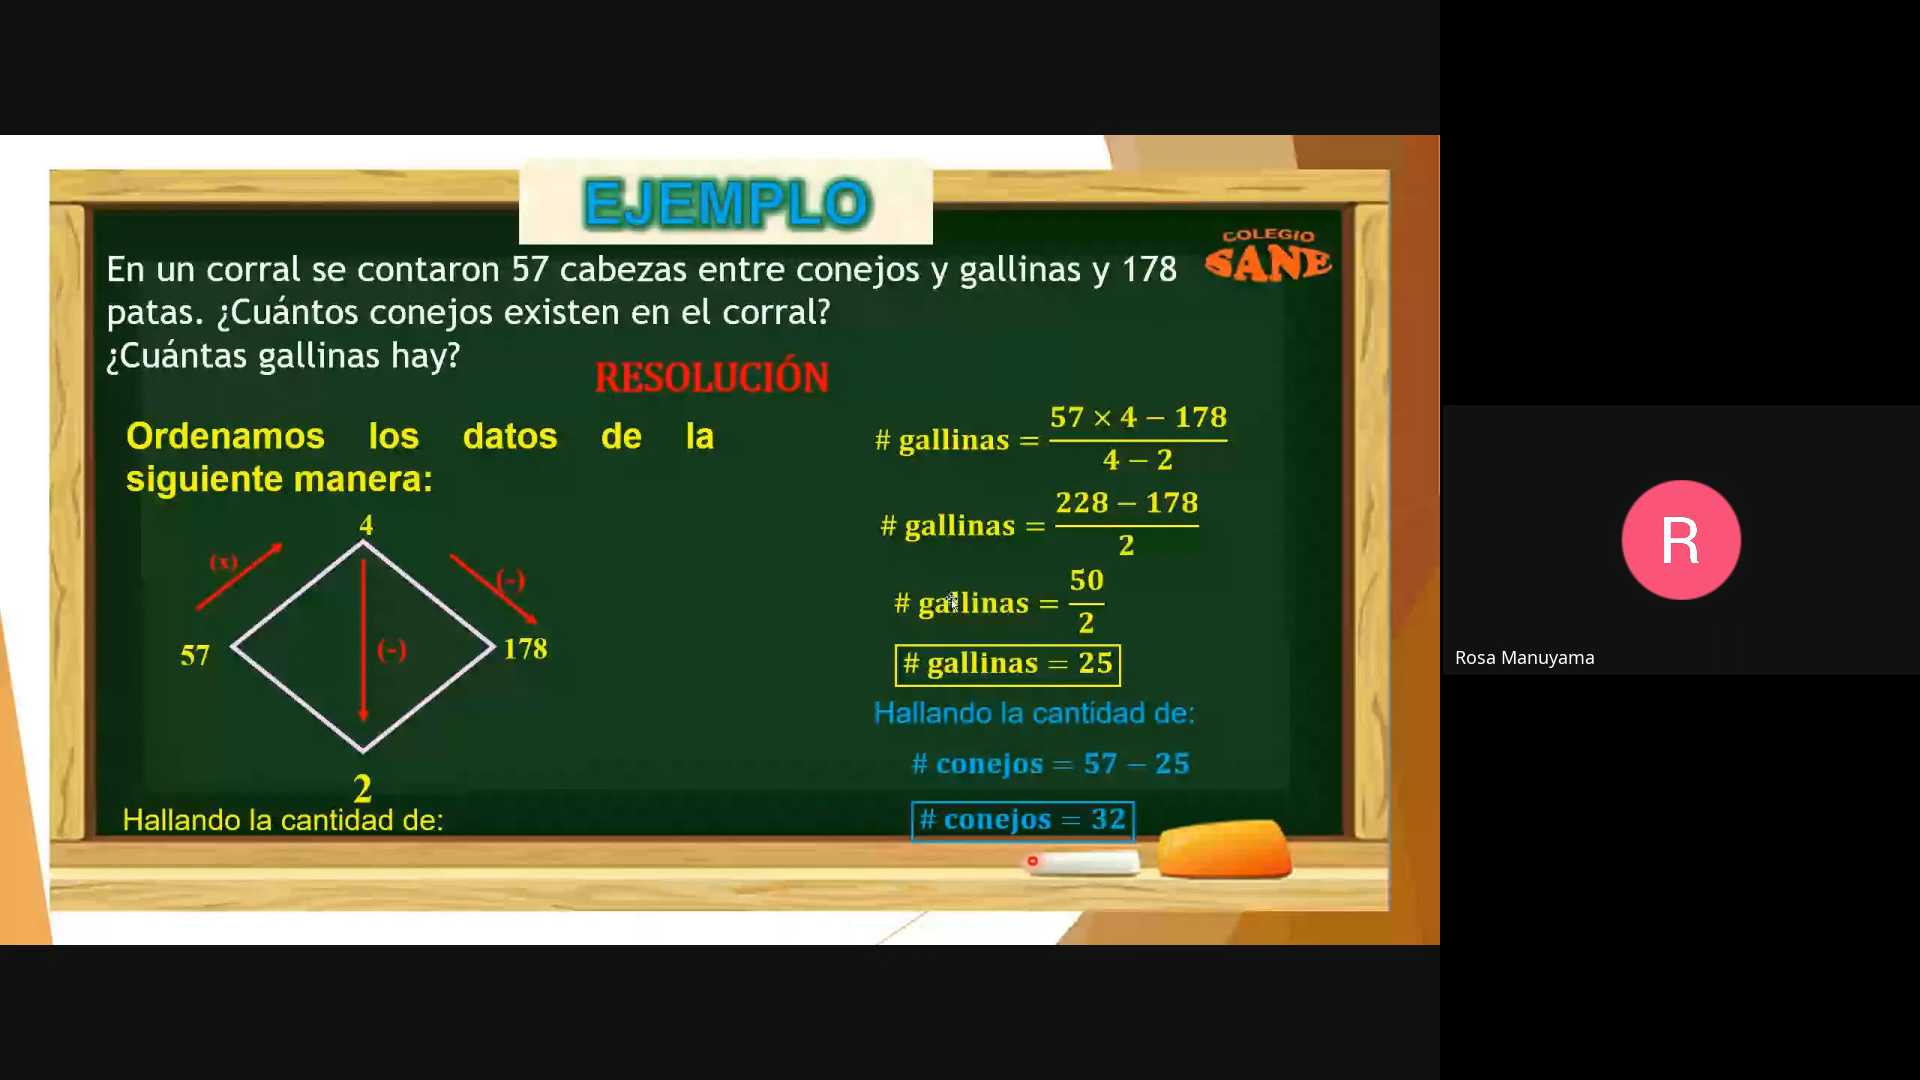 EJEMPLO
COLEGIO
SANE
En un corral se contaron 57 cabezas entre conejos y gallinas y 178
patas. ¿Cuántos conejos existen en el corral?
¿Cuántas gallinas hay?
RESOLUCIÓN
Ordenamos los datos de la
siguiente manera:
4
(x)
(-)
57
(-)
178
2
Hallando la cantidad de:
# gallinas = \frac{57 × 4 − 178}{4 − 2}
# gallinas = \frac{228 − 178}{2}
# gallinas = \frac{50}{2}
# gallinas = 25
Hallando la cantidad de:
# conejos = 57 − 25
# conejos = 32
R
Rosa Manuyama